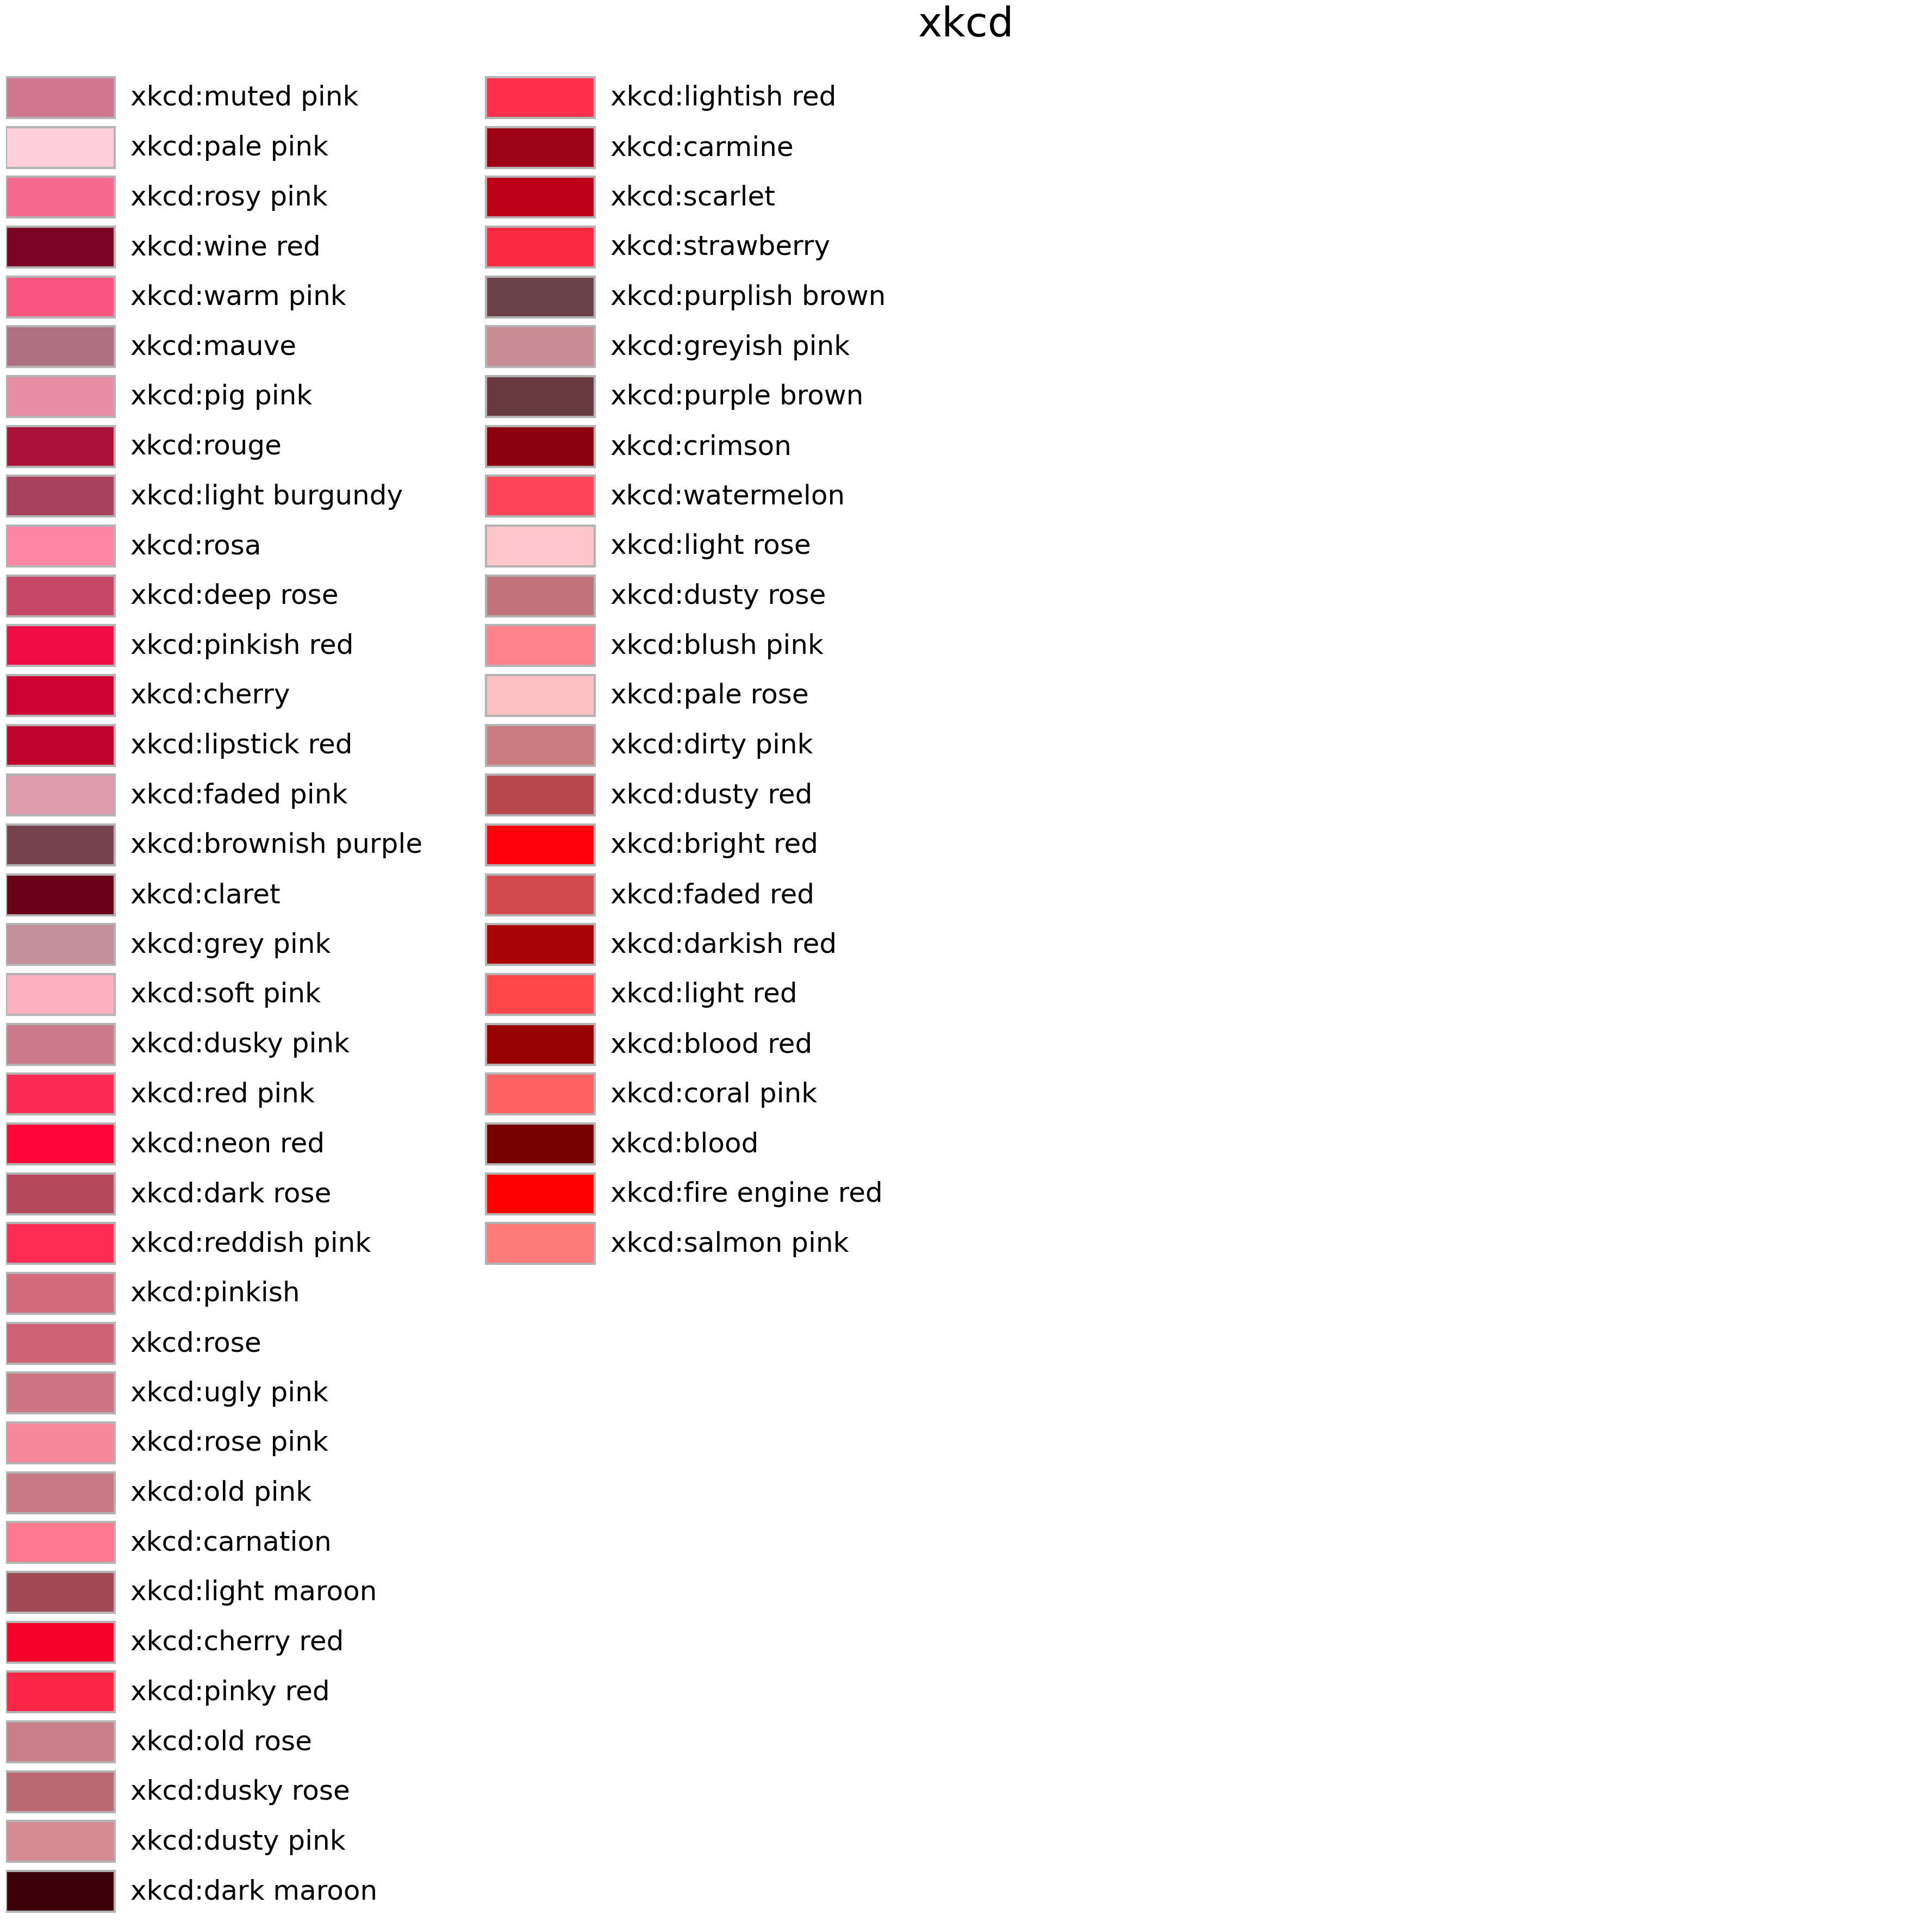 xkcd
xkcd:muted pink
xkcd:pale pink
xkcd:rosy pink
xkcd:wine red
xkcd:warm pink
xkcd:mauve
xkcd:pig pink
xkcd:rouge
xkcd:light burgundy
xkcd:rosa
xkcd:deep rose
xkcd:pinkish red
xkcd:cherry
xkcd:lipstick red
xkcd:faded pink
xkcd:brownish purple
xkcd:claret
xkcd:grey pink
xkcd:soft pink
xkcd:dusky pink
xkcd:red pink
xkcd:neon red
xkcd:dark rose
xkcd:reddish pink
xkcd:pinkish
xkcd:rose
xkcd:ugly pink
xkcd:rose pink
xkcd:old pink
xkcd:carnation
xkcd:light maroon
xkcd:cherry red
xkcd:pinky red
xkcd:old rose
xkcd:dusky rose
xkcd:dusty pink
xkcd:dark maroon
xkcd:lightish red
xkcd:carmine
xkcd:scarlet
xkcd:strawberry
xkcd:purplish brown
xkcd:greyish pink
xkcd:purple brown
xkcd:crimson
xkcd:watermelon
xkcd:light rose
xkcd:dusty rose
xkcd:blush pink
xkcd:pale rose
xkcd:dirty pink
xkcd:dusty red
xkcd:bright red
xkcd:faded red
xkcd:darkish red
xkcd:light red
xkcd:blood red
xkcd:coral pink
xkcd:blood
xkcd:fire engine red
xkcd:salmon pink